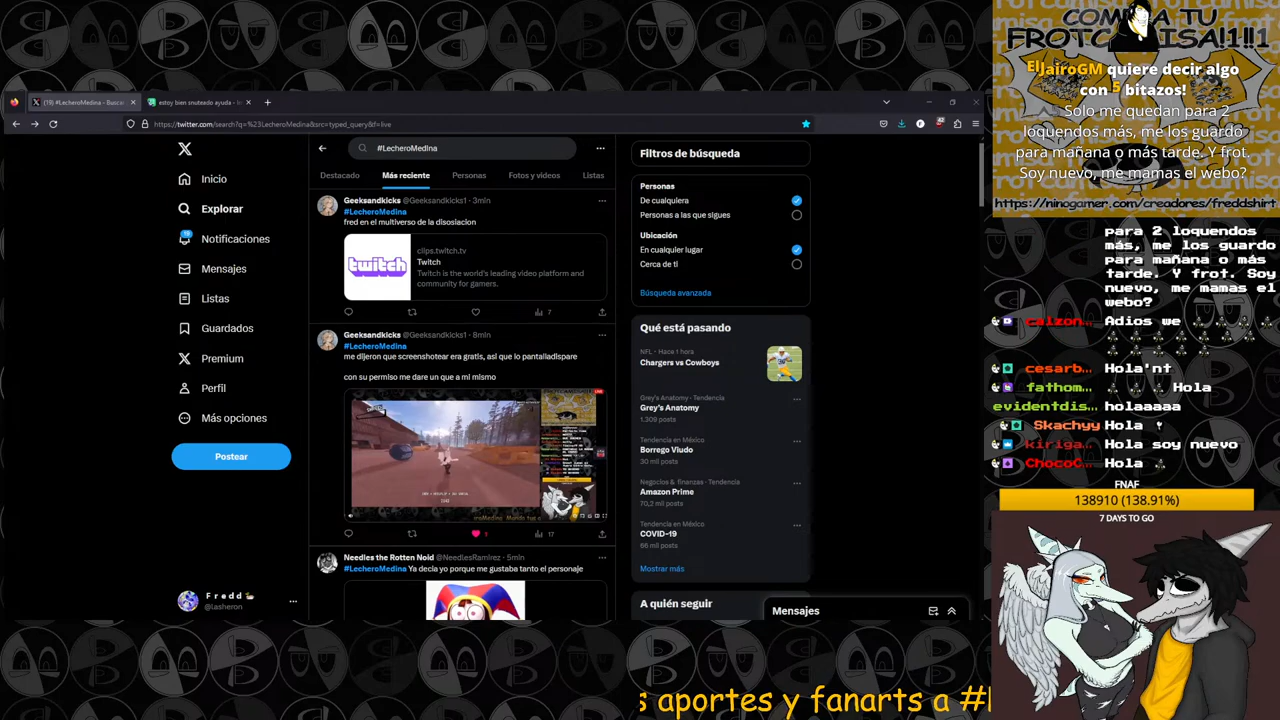 (19) #LecheroMedina - Busca
estoy bien snuteado ayuda
https://twitter.com/search?q=%23LecheroMedina&src=typed_query&f=live
42
Inicio
Explorar
Notificaciones
19
Mensajes
Listas
Guardados
Premium
Perfil
Más opciones
Postear
F r e d d
@lasheron
#LecheroMedina
Destacado
Más reciente
Personas
Fotos y videos
Listas
Geeksandkicks @Geeksandkicks1 · 3min
#LecheroMedina
fred en el multiverso de la disosiacion
clips.twitch.tv
Twitch
Twitch is the world's leading video platform and
community for gamers.
7
Geeksandkicks @Geeksandkicks1 · 8min
#LecheroMedina
me dijeron que screenshotear era gratis, asi que lo pantalladispare
con su permiso me dare un que a mi mismo
1
17
Needles the Rotten Noid @NeedlesRamirez · 5min
#LecheroMedina Ya decia yo porque me gustaba tanto el personaje
Filtros de búsqueda
Personas
De cualquiera
Personas a las que sigues
Ubicación
En cualquier lugar
Cerca de ti
Búsqueda avanzada
Qué está pasando
NFL · Hace 1 hora
Chargers vs Cowboys
Grey's Anatomy · Tendencia
Grey's Anatomy
1.309 posts
Tendencia en México
Borrego Viudo
30 mil posts
Negocios & finanzas · Tendencia
Amazon Prime
70,2 mil posts
Tendencia en México
COVID-19
66 mil posts
Mostrar más
A quién seguir
Mensajes
COMPRA TU
FROTCAMISA!1!!1
ElJairoGM quiere decir algo
con 5 bitazos!
Solo me quedan para 2
loquendos más, me los guardo
para mañana o más tarde. Y frot.
Soy nuevo, me mamas el webo?
https://ninogamer.com/creadores/freddshirt
para 2 loquendos
más, me los guardo
para mañana o más
tarde. Y frot. Soy
nuevo, me mamas el
webo?
calzon… Adios we
cesarb… Hola'nt
fathom… Hola
evidentdis… holaaaaa
Skachyy Hola
kiriga… Hola soy nuevo
ChocoC… Hola
FNAF
138910 (138.91%)
7 DAYS TO GO
s aportes y fanarts a #